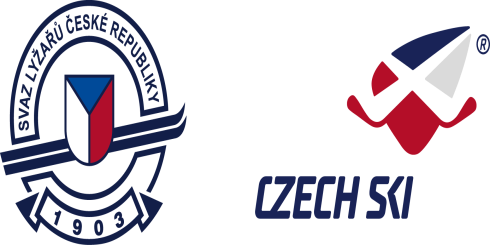 SVAZ LYŽAŘŮ ČESKÉ REPUBLIKY
1903
®
CZECH SKI